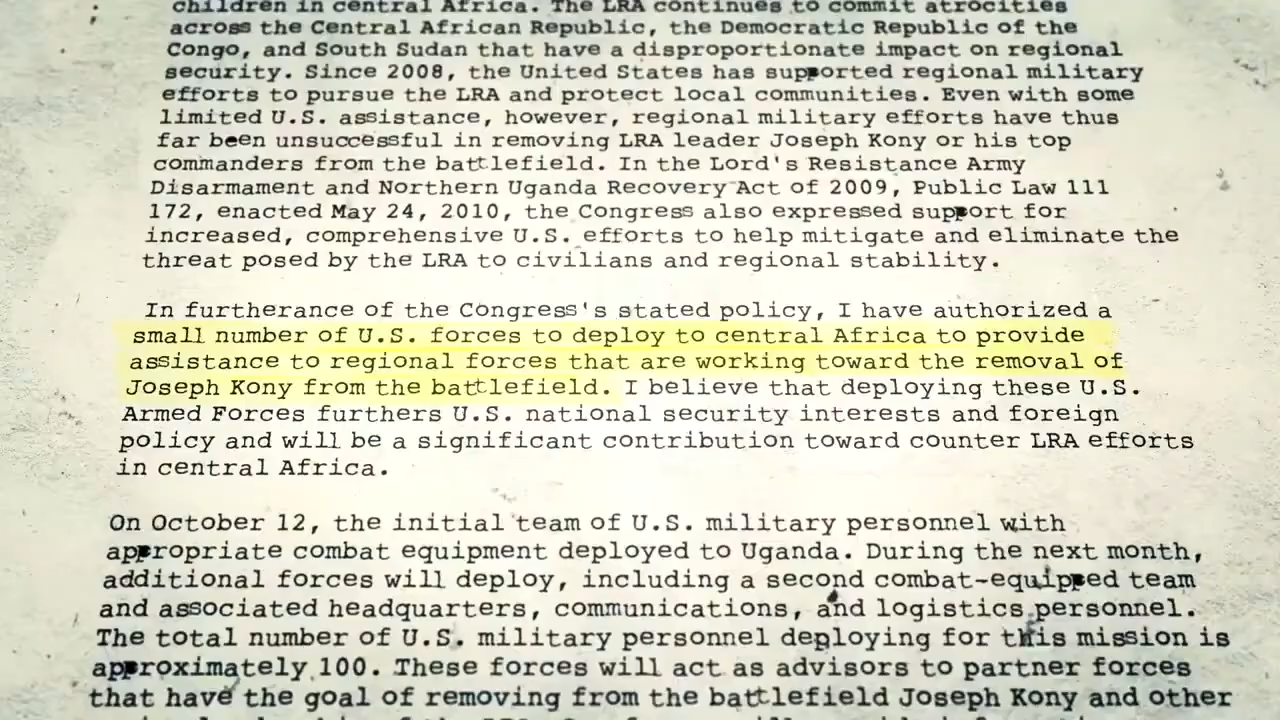 children in central Africa. The LRA continues to commit atrocities
across the Central African Republic, the Democratic Republic of the
Congo, and South Sudan that have a disproportionate impact on regional
security. Since 2008, the United States has supported regional military
efforts to pursue the LRA and protect local communities. Even with some
limited U.S. assistance, however, regional military efforts have thus
far been unsuccessful in removing LRA leader Joseph Kony or his top
commanders from the battlefield. In the Lord's Resistance Army
Disarmament and Northern Uganda Recovery Act of 2009, Public Law 111
172, enacted May 24, 2010, the Congress also expressed support for
increased, comprehensive U.S. efforts to help mitigate and eliminate the
threat posed by the LRA to civilians and regional stability.
In furtherance of the Congress's stated policy, I have authorized a
small number of U.S. forces to deploy to central Africa to provide
assistance to regional forces that are working toward the removal of
Joseph Kony from the battlefield. I believe that deploying these U.S.
Armed Forces furthers U.S. national security interests and foreign
policy and will be a significant contribution toward counter LRA efforts
in central Africa.
On October 12, the initial team of U.S. military personnel with
appropriate combat equipment deployed to Uganda. During the next month,
additional forces will deploy, including a second combat-equipped team
and associated headquarters, communications, and logistics personnel.
The total number of U.S. military personnel deploying for this mission is
approximately 100. These forces will act as advisors to partner forces
that have the goal of removing from the battlefield Joseph Kony and other